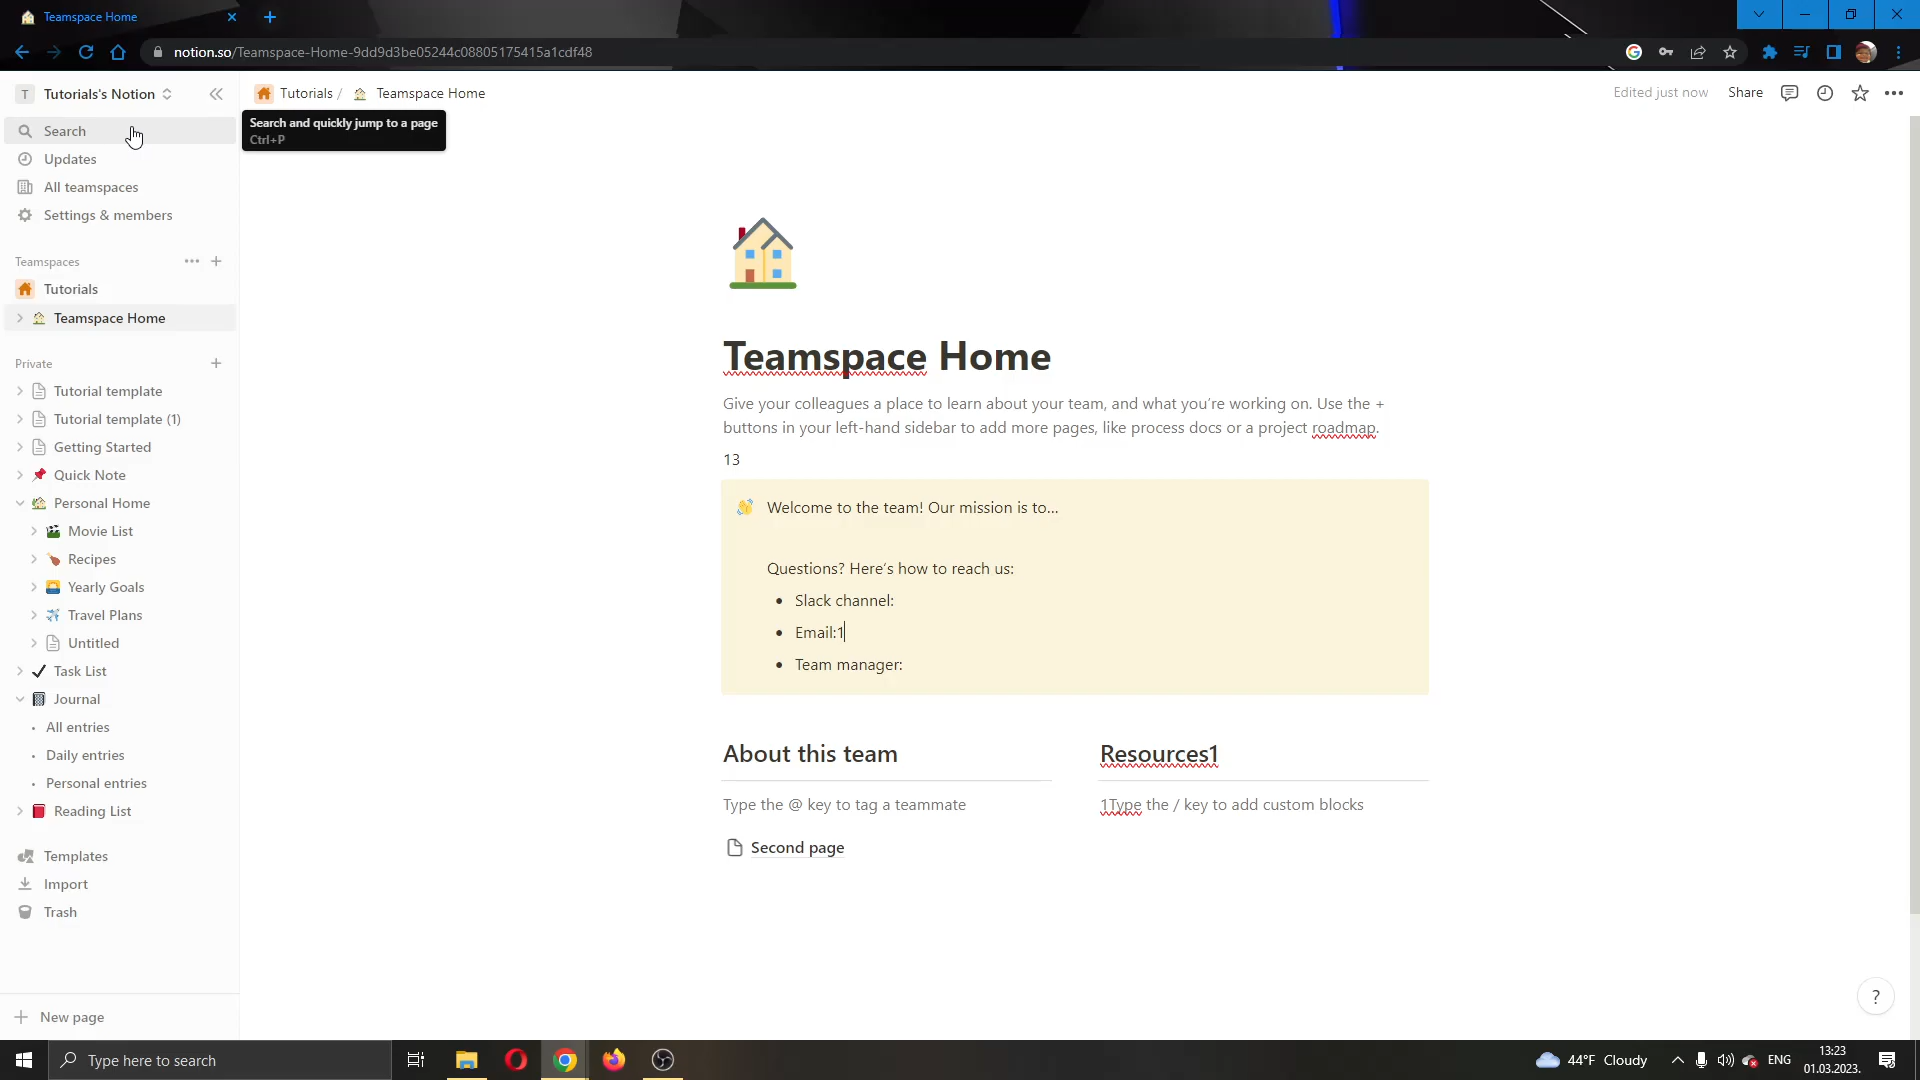 Teamspace Home
notion.so/Teamspace-Home-9dd9d3be05244c08805175415a1cdf48
T Tutorials's Notion
Tutorials / Teamspace Home
Edited just now Share
Search
Search and quickly jump to a page
Ctrl+P
Updates
All teamspaces
Settings & members
Teamspaces
Tutorials
Teamspace Home
Private
Tutorial template
Tutorial template (1)
Getting Started
Quick Note
Personal Home
Movie List
Recipes
Yearly Goals
Travel Plans
Untitled
Task List
Journal
All entries
Daily entries
Personal entries
Reading List
Templates
Import
Trash
New page
Teamspace Home
Give your colleagues a place to learn about your team, and what you're working on. Use the +
buttons in your left-hand sidebar to add more pages, like process docs or a project roadmap.
13
Welcome to the team! Our mission is to...
Questions? Here's how to reach us:
• Slack channel:
• Email:1
• Team manager:
About this team
Type the @ key to tag a teammate
Second page
Resources1
1Type the / key to add custom blocks
?
Type here to search
44°F Cloudy
ENG
13:23
01.03.2023.